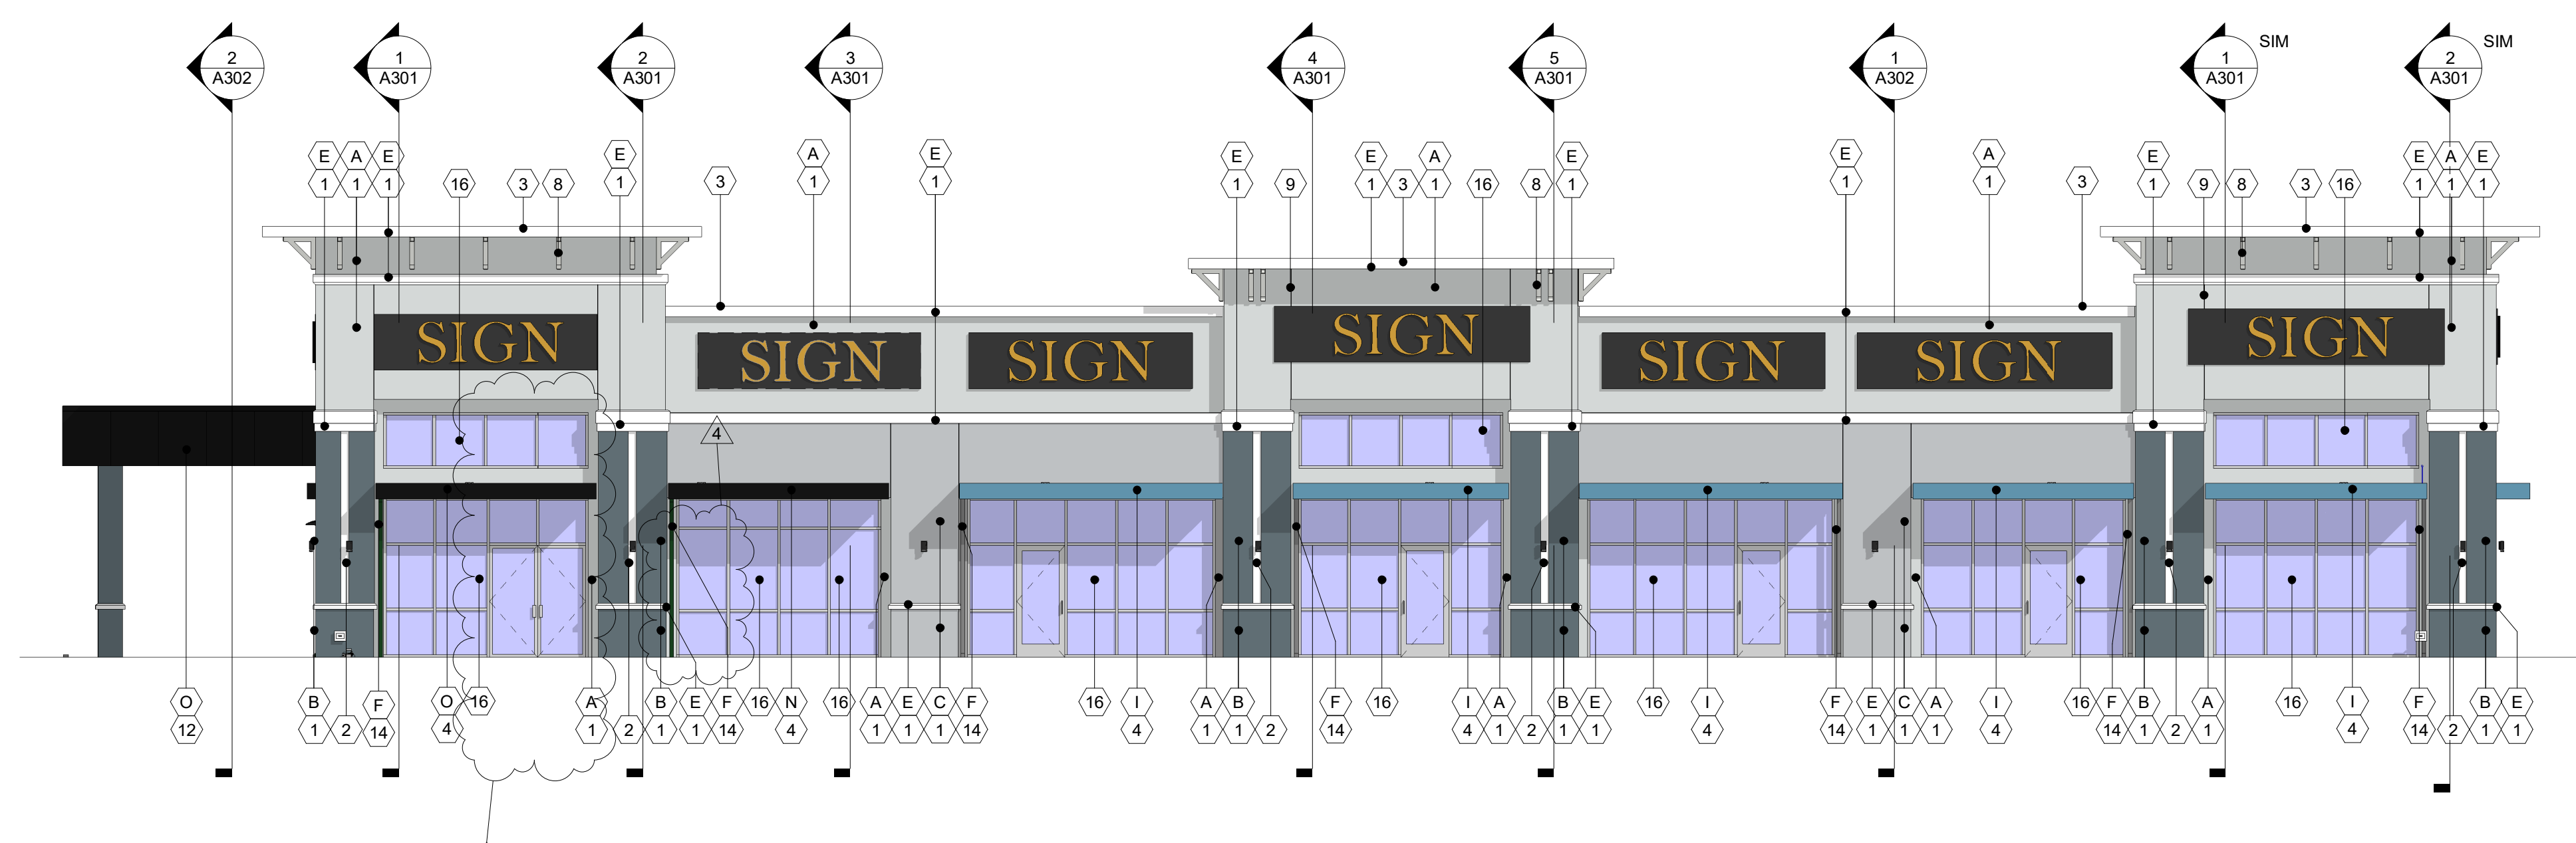 2 1 2 3 4 5 1 1 SIM 2 SIM
A302 A301 A301 A301 A301 A301 A302 A301 A301
E A E E A E E E A E E A E E A E
1 1 1 16 3 8 1 3 1 1 1 9 1 3 1 16 8 1 1 1 3 1 9 8 3 16 1 1 1
SIGN SIGN SIGN SIGN SIGN SIGN SIGN
4
O B F O 16 A B E F 16 N 16 A E C F 16 I A B F 16 I A B E 16 I F E C A I 16 F B A 16 I F B E
12 1 2 14 4 1 2 1 1 14 4 1 1 1 14 4 1 1 2 14 4 1 2 1 1 4 14 1 1 1 4 14 1 2 1 4 14 2 1 1